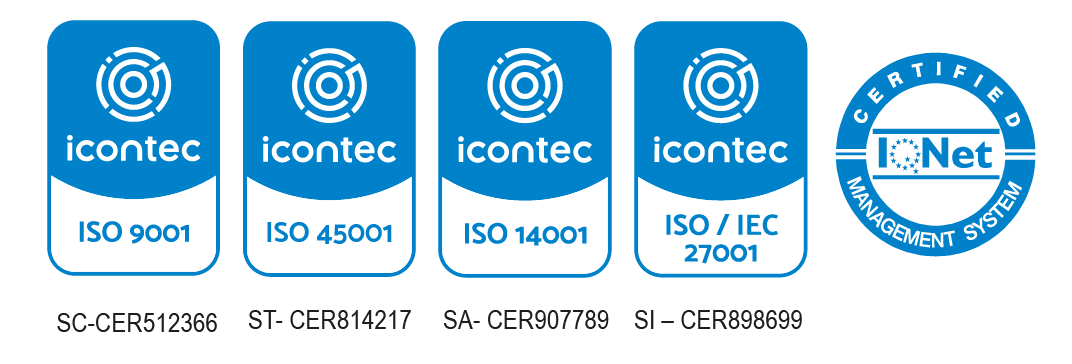 icontec
ISO 9001
SC-CER512366
icontec
ISO 45001
ST- CER814217
icontec
ISO 14001
SA- CER907789
icontec
ISO / IEC
27001
SI – CER898699
CERTIFIED
IQNet
MANAGEMENT SYSTEM